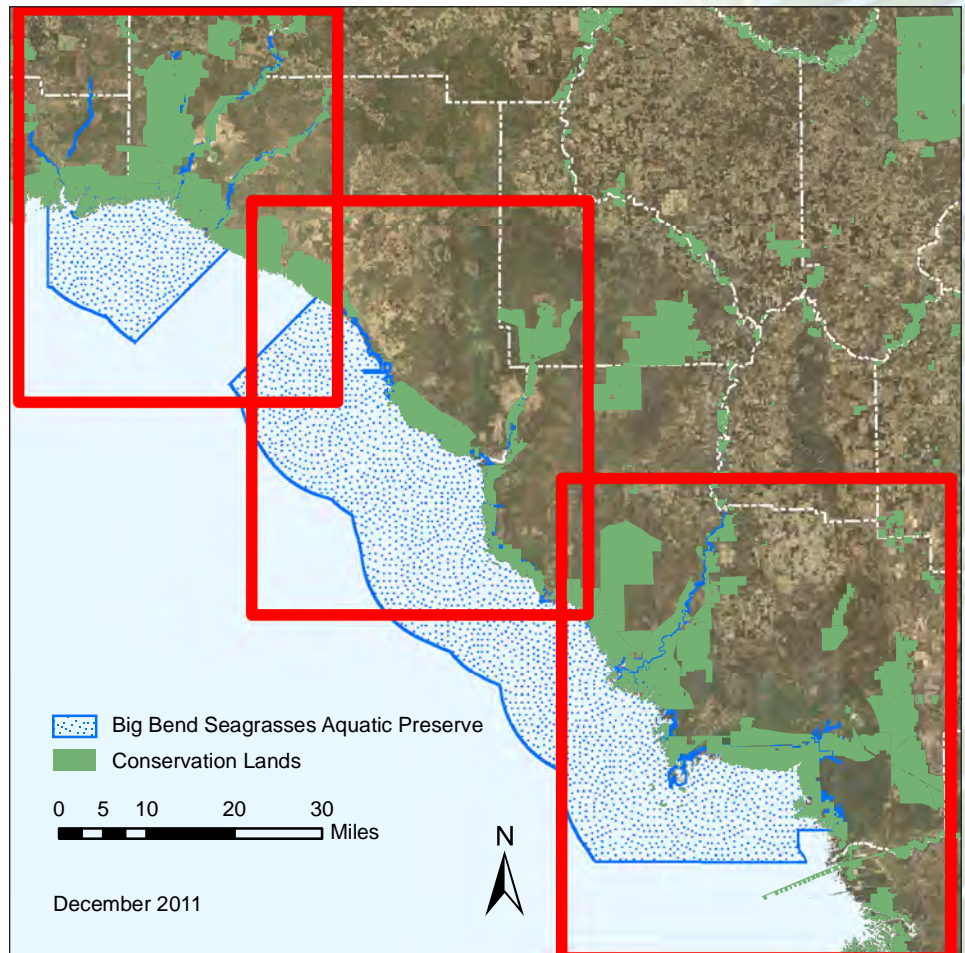 Big Bend Seagrasses Aquatic Preserve
Conservation Lands
0 5 10 20 30
Miles
N
December 2011